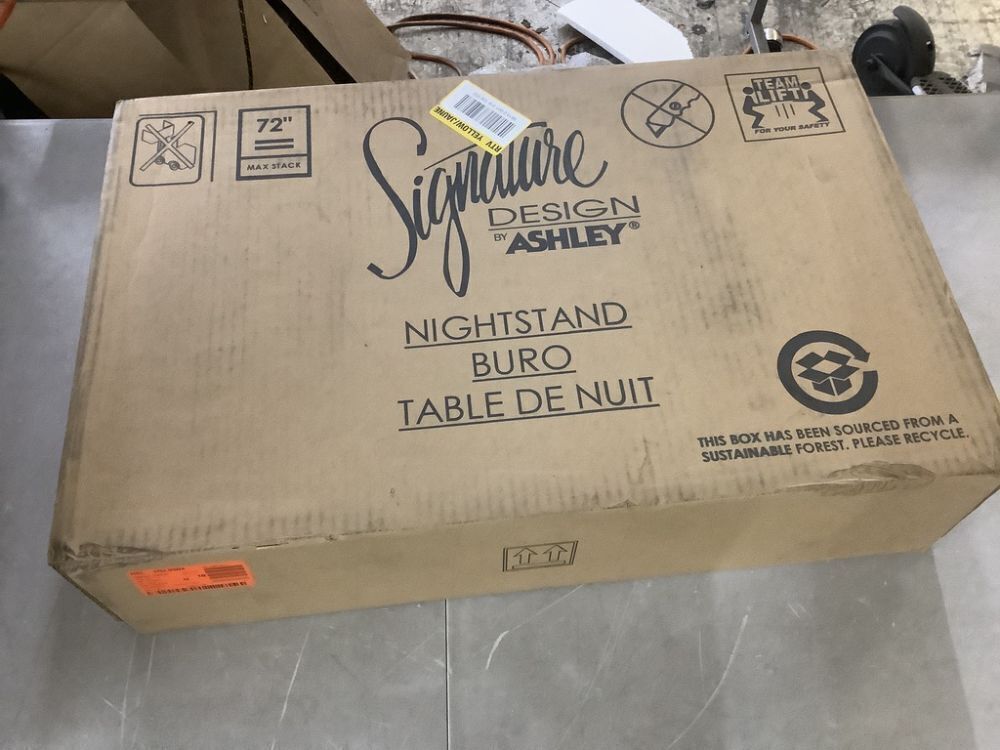 72"
MAX STACK
RTV YELLOW/JAUNE
Signature
DESIGN
BY ASHLEY®
TEAM
LIFT!
FOR YOUR SAFETY
NIGHTSTAND
BURO
TABLE DE NUIT
THIS BOX HAS BEEN SOURCED FROM A
SUSTAINABLE FOREST. PLEASE RECYCLE.